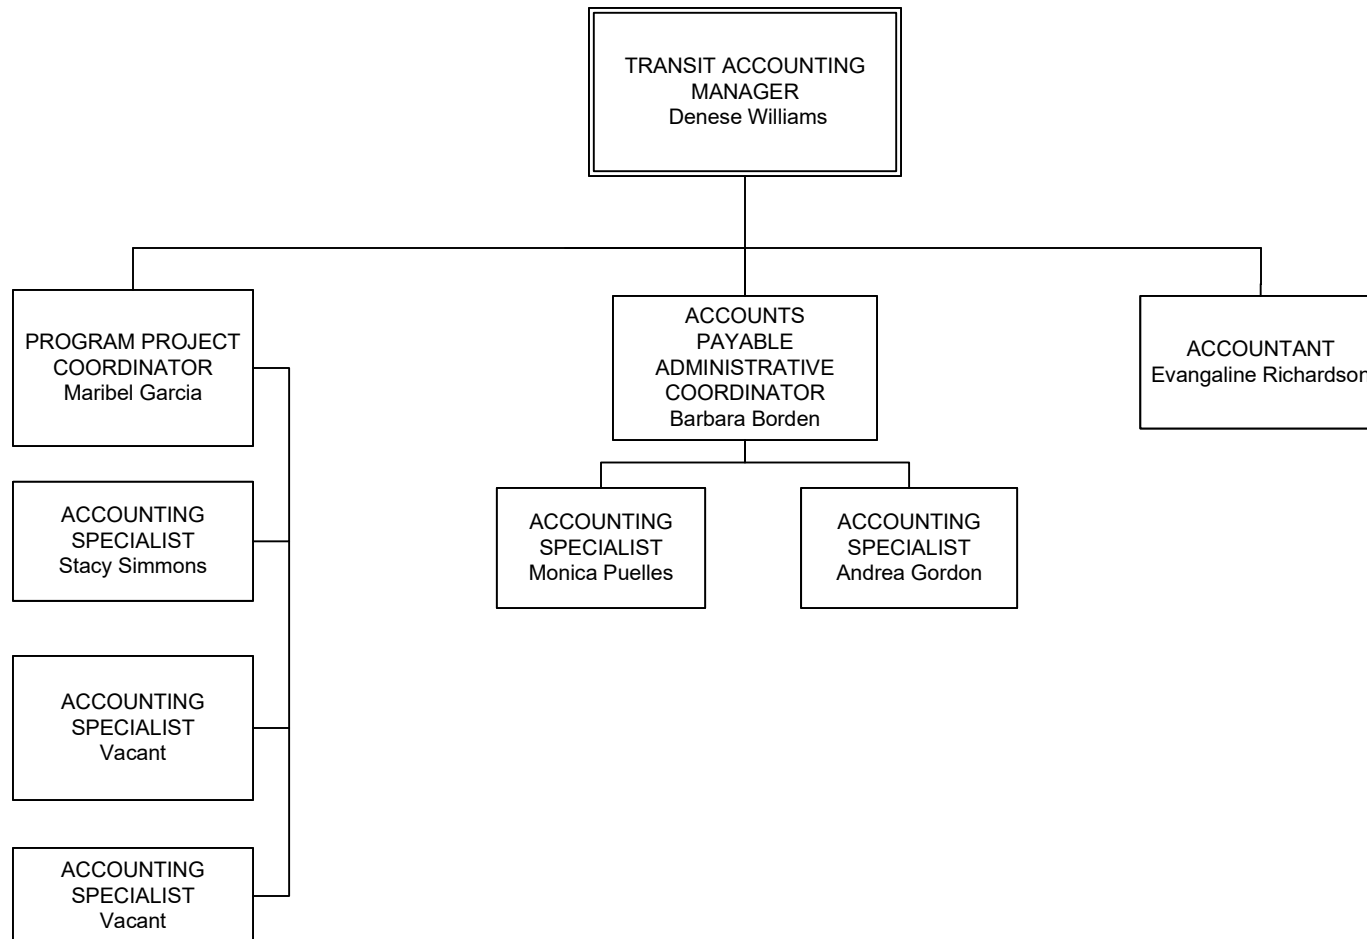 TRANSIT ACCOUNTING
MANAGER
Denese Williams
PROGRAM PROJECT
COORDINATOR
Maribel Garcia
ACCOUNTS
PAYABLE
ADMINISTRATIVE
COORDINATOR
Barbara Borden
ACCOUNTANT
Evangaline Richardson
ACCOUNTING
SPECIALIST
Stacy Simmons
ACCOUNTING
SPECIALIST
Monica Puelles
ACCOUNTING
SPECIALIST
Andrea Gordon
ACCOUNTING
SPECIALIST
Vacant
ACCOUNTING
SPECIALIST
Vacant